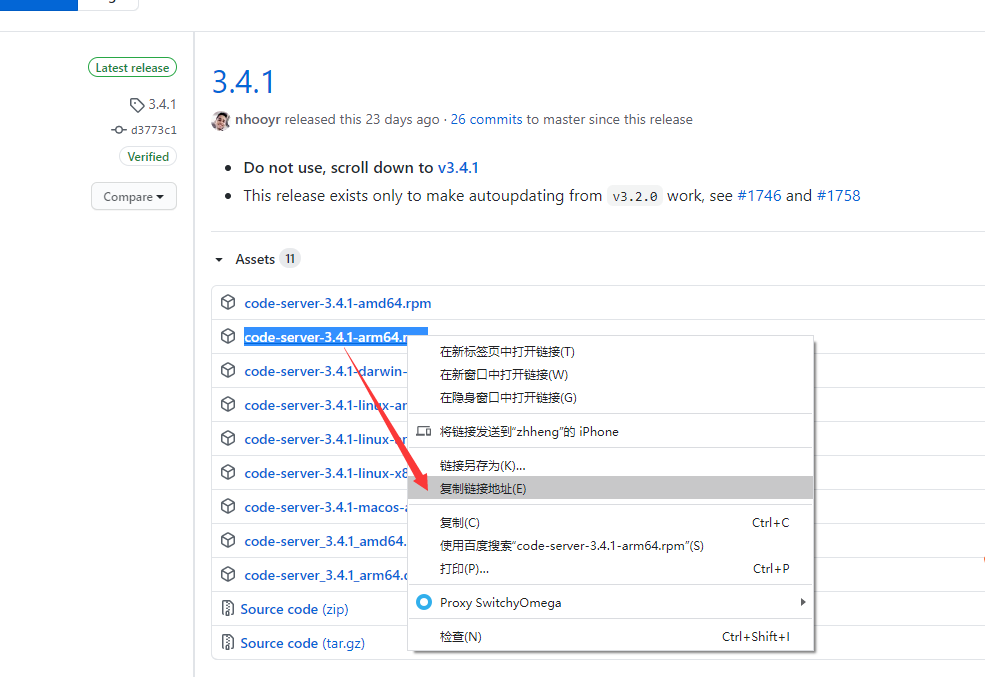 Latest release
3.4.1
d3773c1
Verified
Compare
3.4.1
nhooyr released this 23 days ago · 26 commits to master since this release
Do not use, scroll down to v3.4.1
This release exists only to make autoupdating from v3.2.0 work, see #1746 and #1758
Assets 11
code-server-3.4.1-amd64.rpm
code-server-3.4.1-arm64.r
code-server-3.4.1-darwin-
code-server-3.4.1-linux-ar
code-server-3.4.1-linux-
code-server-3.4.1-linux-x8
code-server-3.4.1-macos-a
code-server_3.4.1_amd64.
code-server_3.4.1_arm64.d
Source code (zip)
Source code (tar.gz)
在新标签页中打开链接(T)
在新窗口中打开链接(W)
在隐身窗口中打开链接(G)
将链接发送到“zhheng”的 iPhone
链接另存为(K)...
复制链接地址(E)
复制(C) Ctrl+C
使用百度搜索“code-server-3.4.1-arm64.rpm”(S)
打印(P)... Ctrl+P
Proxy SwitchyOmega
检查(N) Ctrl+Shift+I